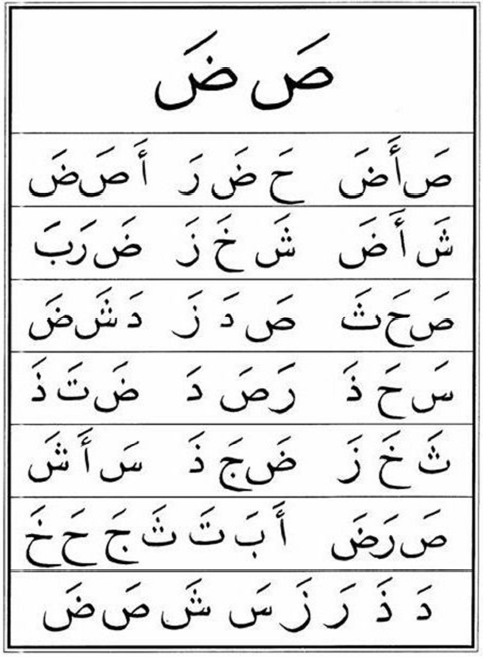 صَ ضَ
صَ أَ ضَ حَ ضَ رَ أَ صَ ضَ
شَ أَ ضَ شَ خَ زَ ضَ رَ بَ
صَ حَ ثَ صَ دَ زَ دَ شَ ضَ
سَ حَ ذَ رَ صَ دَ ضَ تَ ذَ
ثَ خَ زَ ضَ جَ ذَ سَ أَ شَ
صَ رَ ضَ أَ بَ تَ ثَ جَ حَ خَ
دَ ذَ رَ زَ سَ شَ صَ ضَ